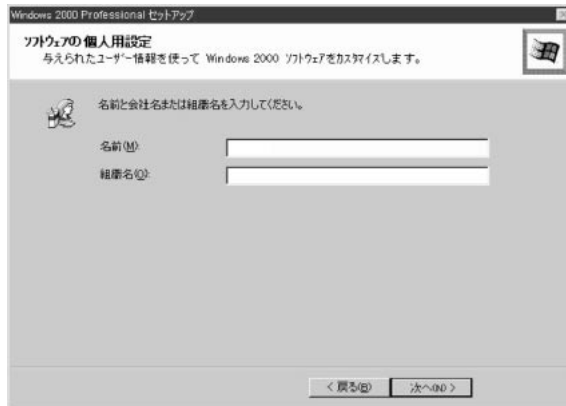 Windows 2000 Professional セットアップ
ソフトウェアの個人用設定
与えられたユーザー情報を使って Windows 2000 ソフトウェアをカスタマイズします。
名前と会社名または組織名を入力してください。
名前(M):
組織名(O):
< 戻る(B)
次へ(N) >